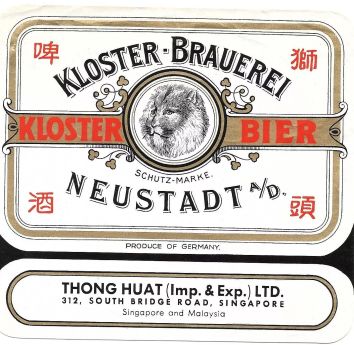 啤 獅
KLOSTER-BRAUEREI
KLOSTER BIER
SCHUTZ-MARKE.
酒 頭
NEUSTADT A/D.
PRODUCE OF GERMANY.
THONG HUAT (Imp. & Exp.) LTD.
312, SOUTH BRIDGE ROAD, SINGAPORE
Singapore and Malaysia